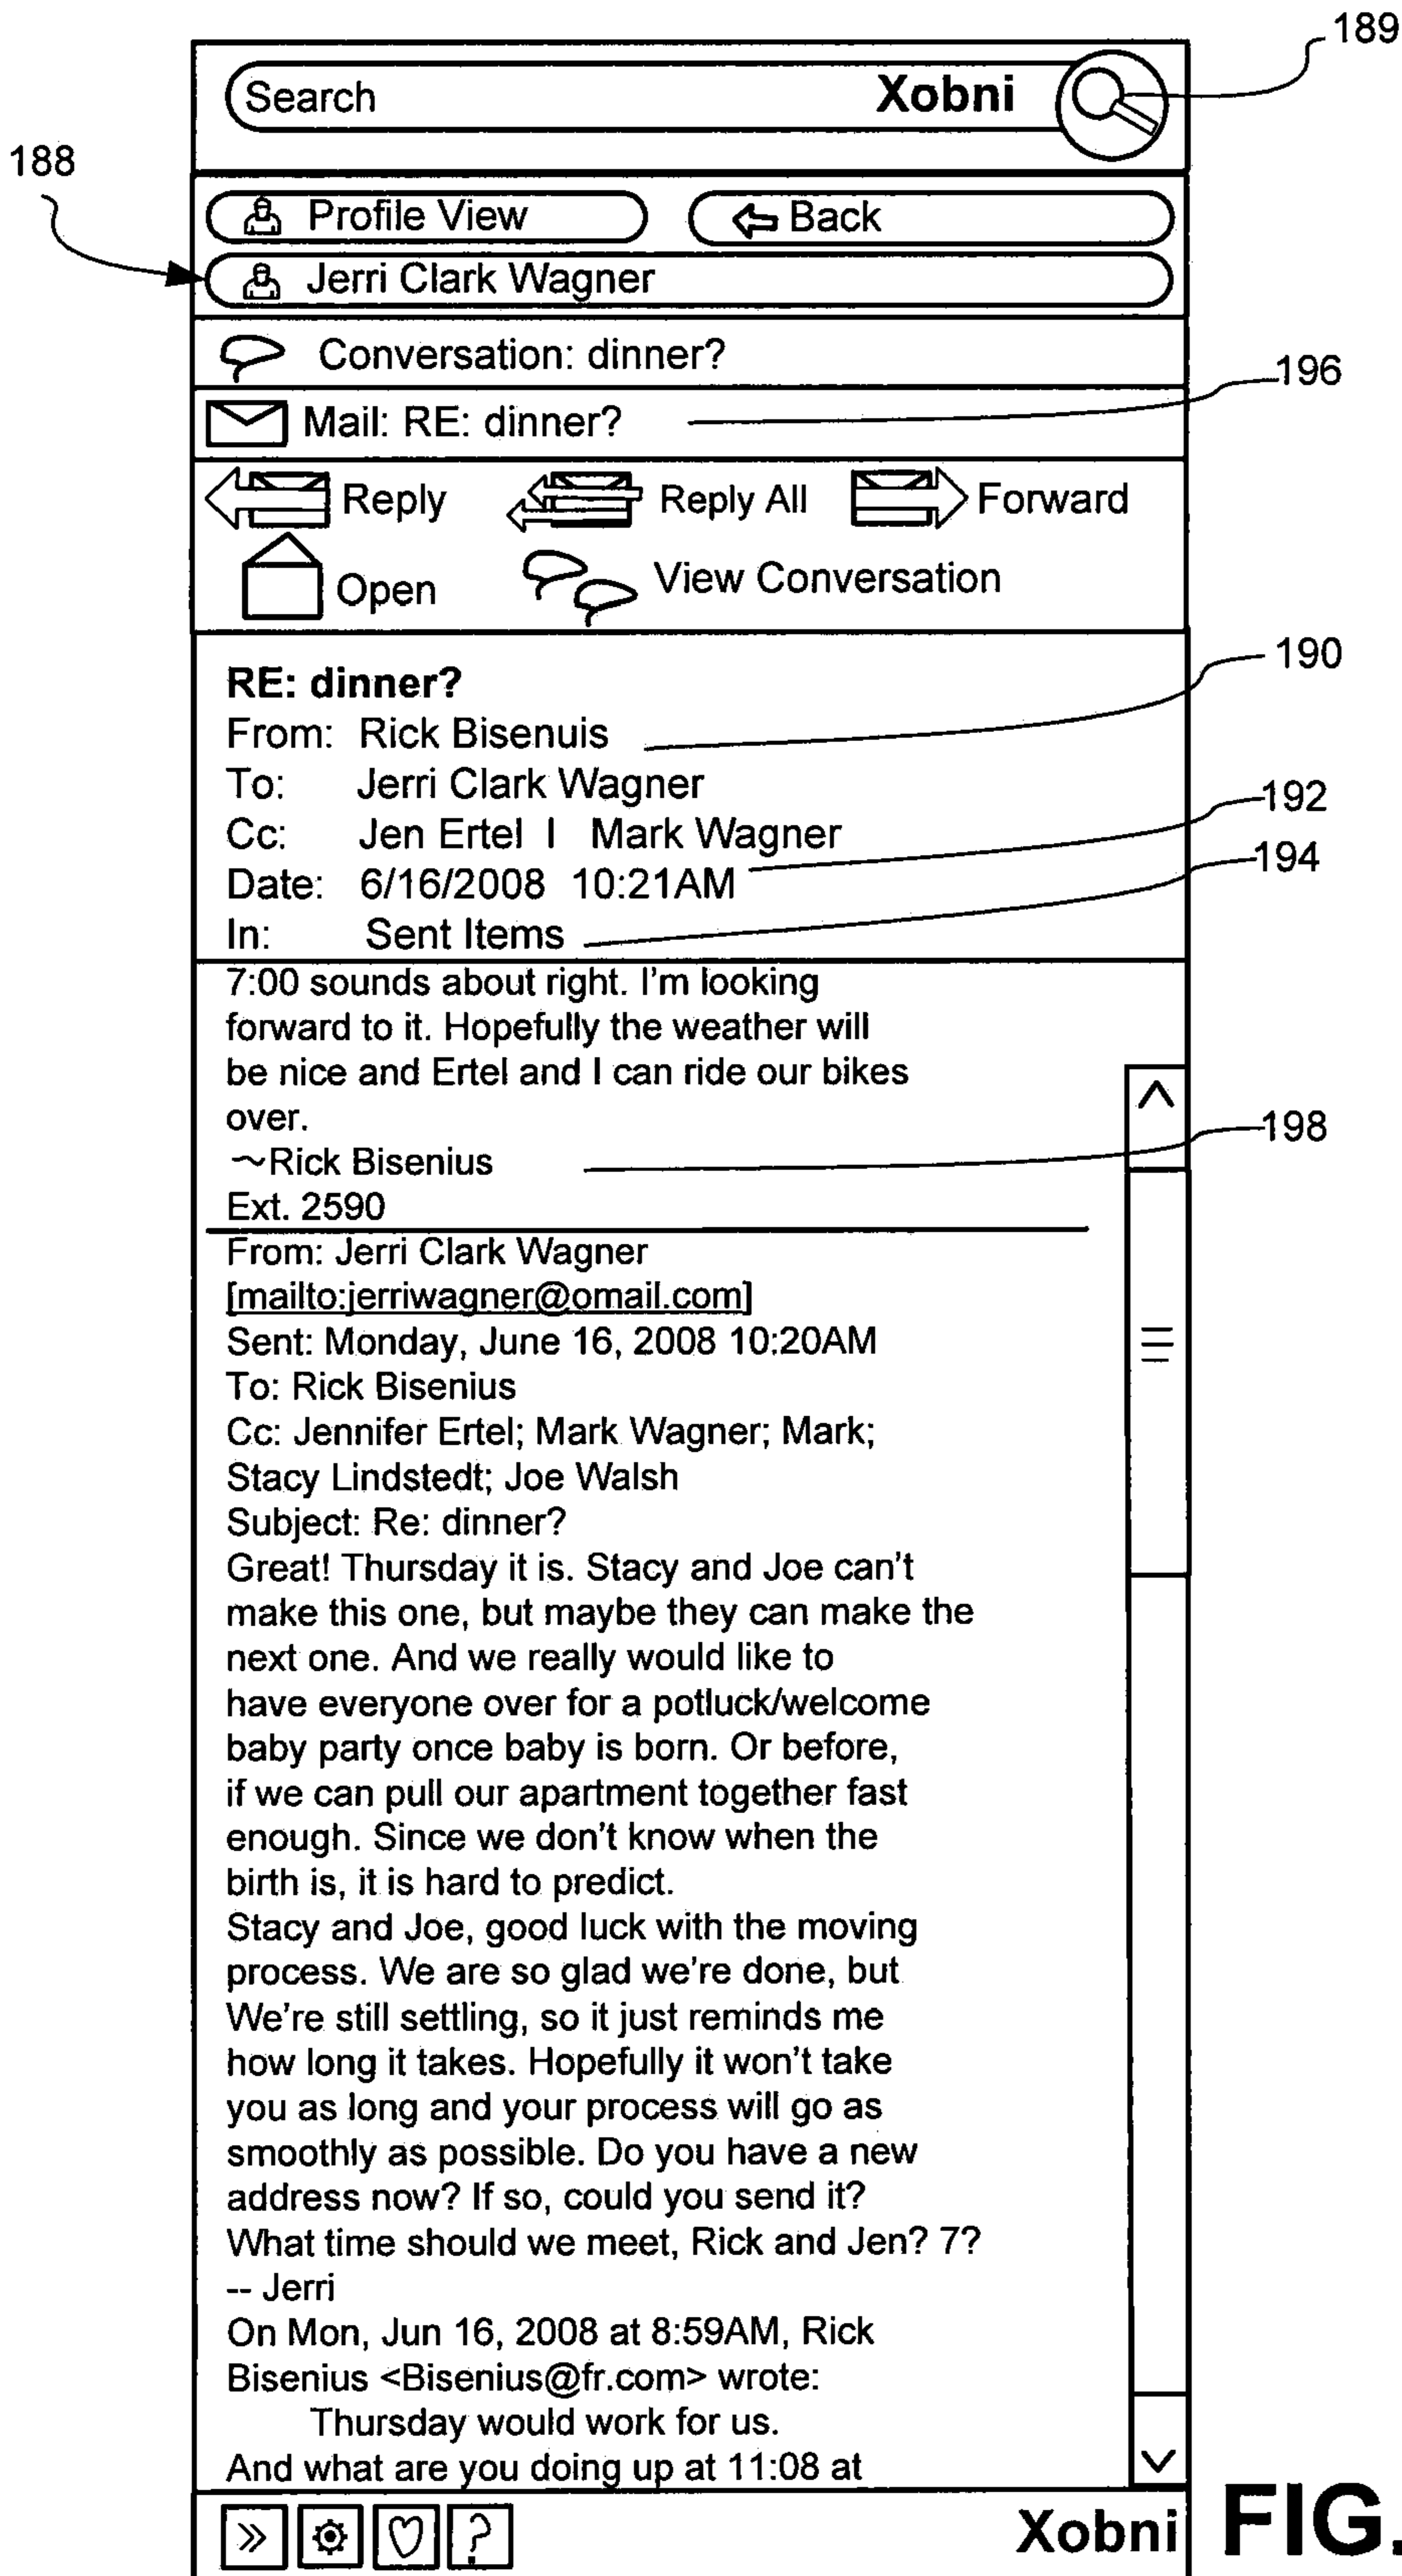 189
Search Xobni
188
Profile View Back
Jerri Clark Wagner
Conversation: dinner?
196
Mail: RE: dinner?
Reply Reply All Forward
Open View Conversation
190
RE: dinner?
From: Rick Bisenuis
To: Jerri Clark Wagner
192
Cc: Jen Ertel | Mark Wagner
194
Date: 6/16/2008 10:21AM
In: Sent Items
7:00 sounds about right. I'm looking
forward to it. Hopefully the weather will
be nice and Ertel and I can ride our bikes
over.
198
~Rick Bisenius
Ext. 2590
From: Jerri Clark Wagner
[mailto:jerriwagner@omail.com]
Sent: Monday, June 16, 2008 10:20AM
To: Rick Bisenius
Cc: Jennifer Ertel; Mark Wagner; Mark;
Stacy Lindstedt; Joe Walsh
Subject: Re: dinner?
Great! Thursday it is. Stacy and Joe can't
make this one, but maybe they can make the
next one. And we really would like to
have everyone over for a potluck/welcome
baby party once baby is born. Or before,
if we can pull our apartment together fast
enough. Since we don't know when the
birth is, it is hard to predict.
Stacy and Joe, good luck with the moving
process. We are so glad we're done, but
We're still settling, so it just reminds me
how long it takes. Hopefully it won't take
you as long and your process will go as
smoothly as possible. Do you have a new
address now? If so, could you send it?
What time should we meet, Rick and Jen? 7?
-- Jerri
On Mon, Jun 16, 2008 at 8:59AM, Rick
Bisenius <Bisenius@fr.com> wrote:
Thursday would work for us.
And what are you doing up at 11:08 at
» ? Xobni FIG.